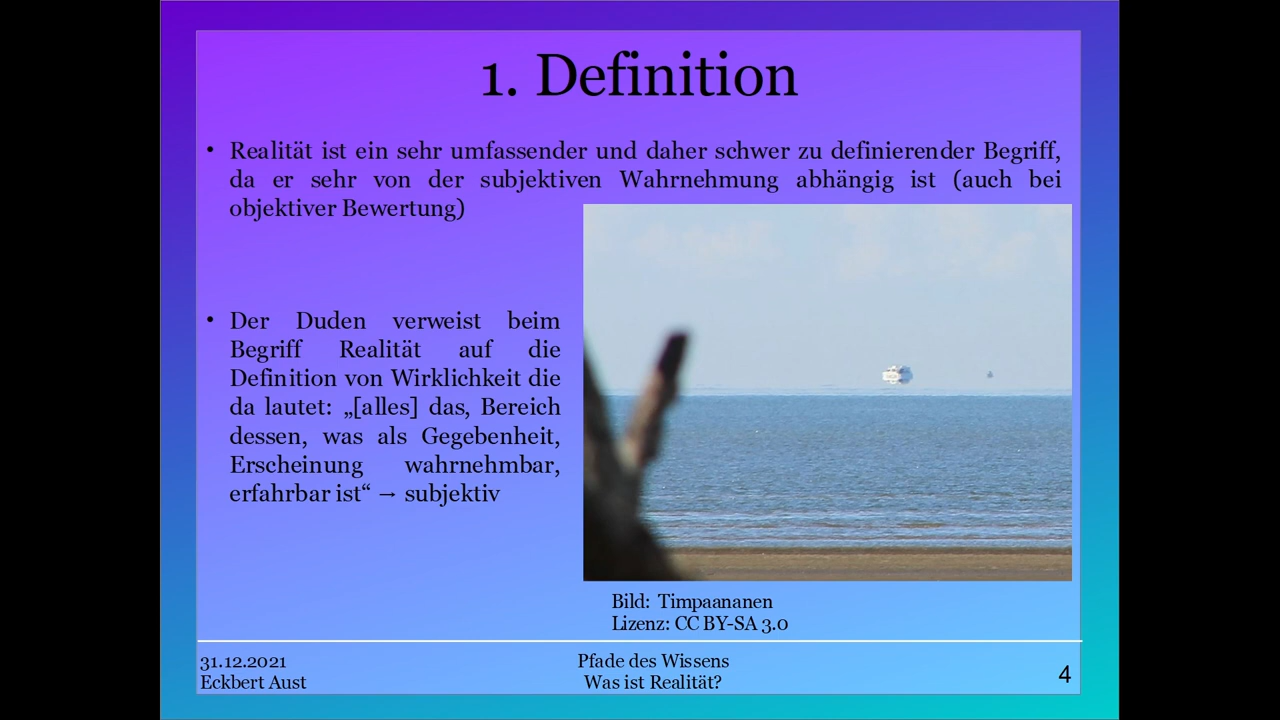 1. Definition
• Realität ist ein sehr umfassender und daher schwer zu definierender Begriff,
da er sehr von der subjektiven Wahrnehmung abhängig ist (auch bei
objektiver Bewertung)
• Der Duden verweist beim
Begriff Realität auf die
Definition von Wirklichkeit die
da lautet: „[alles] das, Bereich
dessen, was als Gegebenheit,
Erscheinung wahrnehmbar,
erfahrbar ist“ → subjektiv
Bild: Timpaananen
Lizenz: CC BY-SA 3.0
31.12.2021
Eckbert Aust
Pfade des Wissens
Was ist Realität?
4